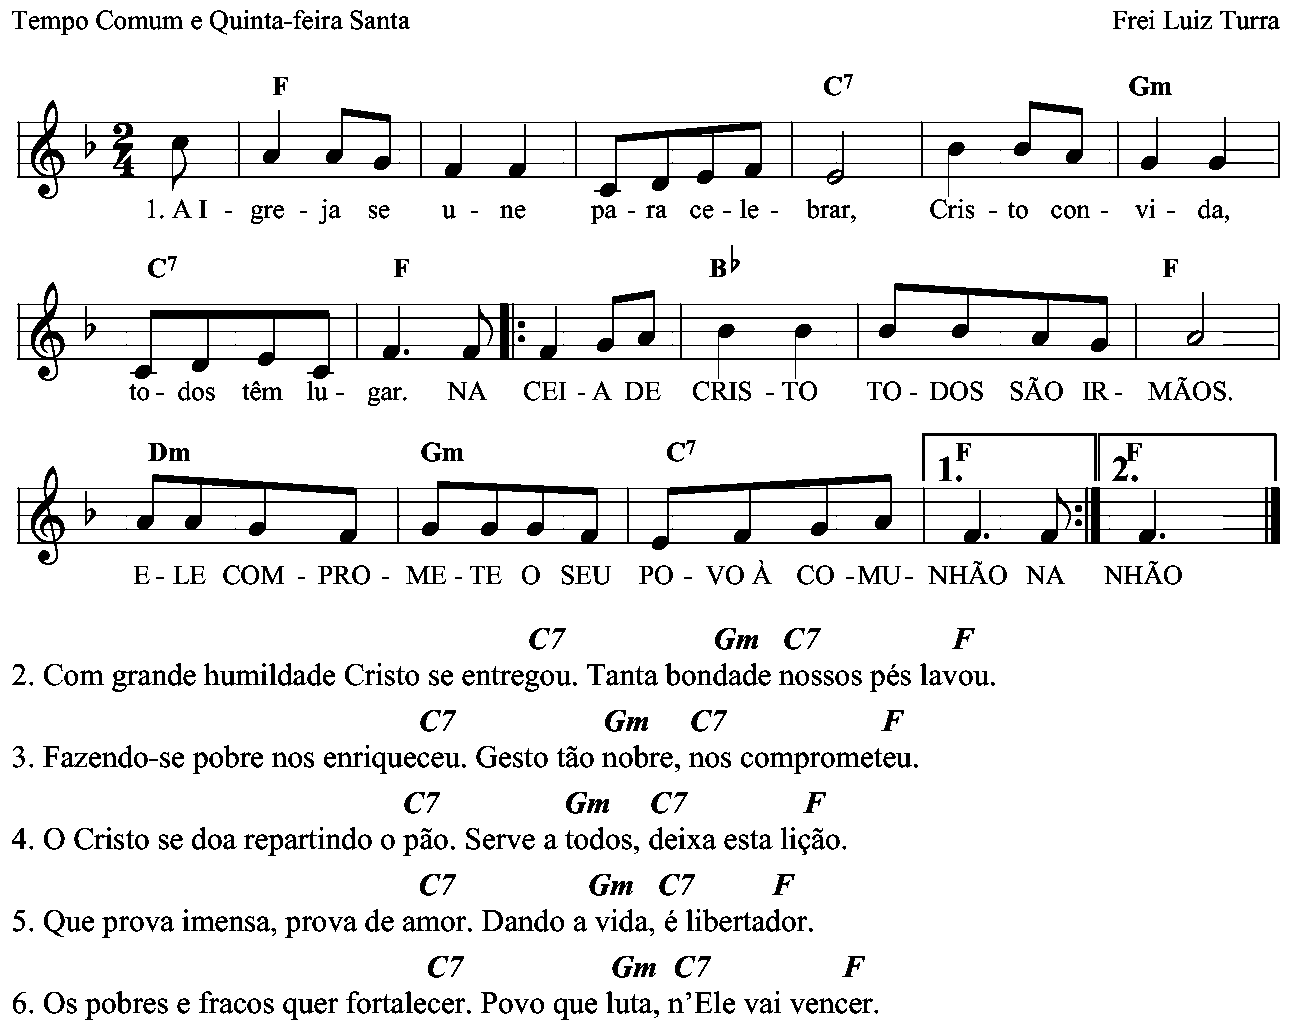 Tempo Comum e Quinta-feira Santa Frei Luiz Turra
F C7 Gm
2/4
1. A I - gre - ja se u - ne pa - ra ce - le - brar, Cris - to con - vi - da,
C7 F B♭ F
to - dos têm lu - gar. NA CEI - A DE CRIS - TO TO - DOS SÃO IR - MÃOS.
Dm Gm C7 1. F 2. F
E - LE COM - PRO - ME - TE O SEU PO - VO À CO - MU - NHÃO NA NHÃO
C7 Gm C7 F
2. Com grande humildade Cristo se entregou. Tanta bondade nossos pés lavou.
C7 Gm C7 F
3. Fazendo-se pobre nos enriqueceu. Gesto tão nobre, nos comprometeu.
C7 Gm C7 F
4. O Cristo se doa repartindo o pão. Serve a todos, deixa esta lição.
C7 Gm C7 F
5. Que prova imensa, prova de amor. Dando a vida, é libertador.
C7 Gm C7 F
6. Os pobres e fracos quer fortalecer. Povo que luta, n'Ele vai vencer.